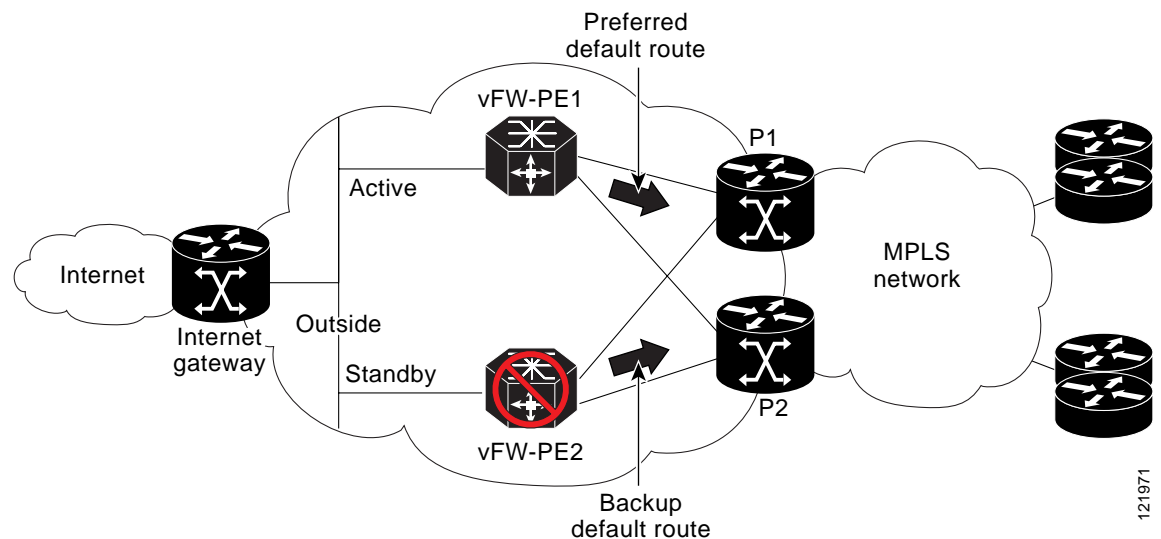 Preferred
default route
vFW-PE1
P1
Active
MPLS
network
Internet
Outside
Internet
gateway
Standby
P2
vFW-PE2
Backup
default route
121971